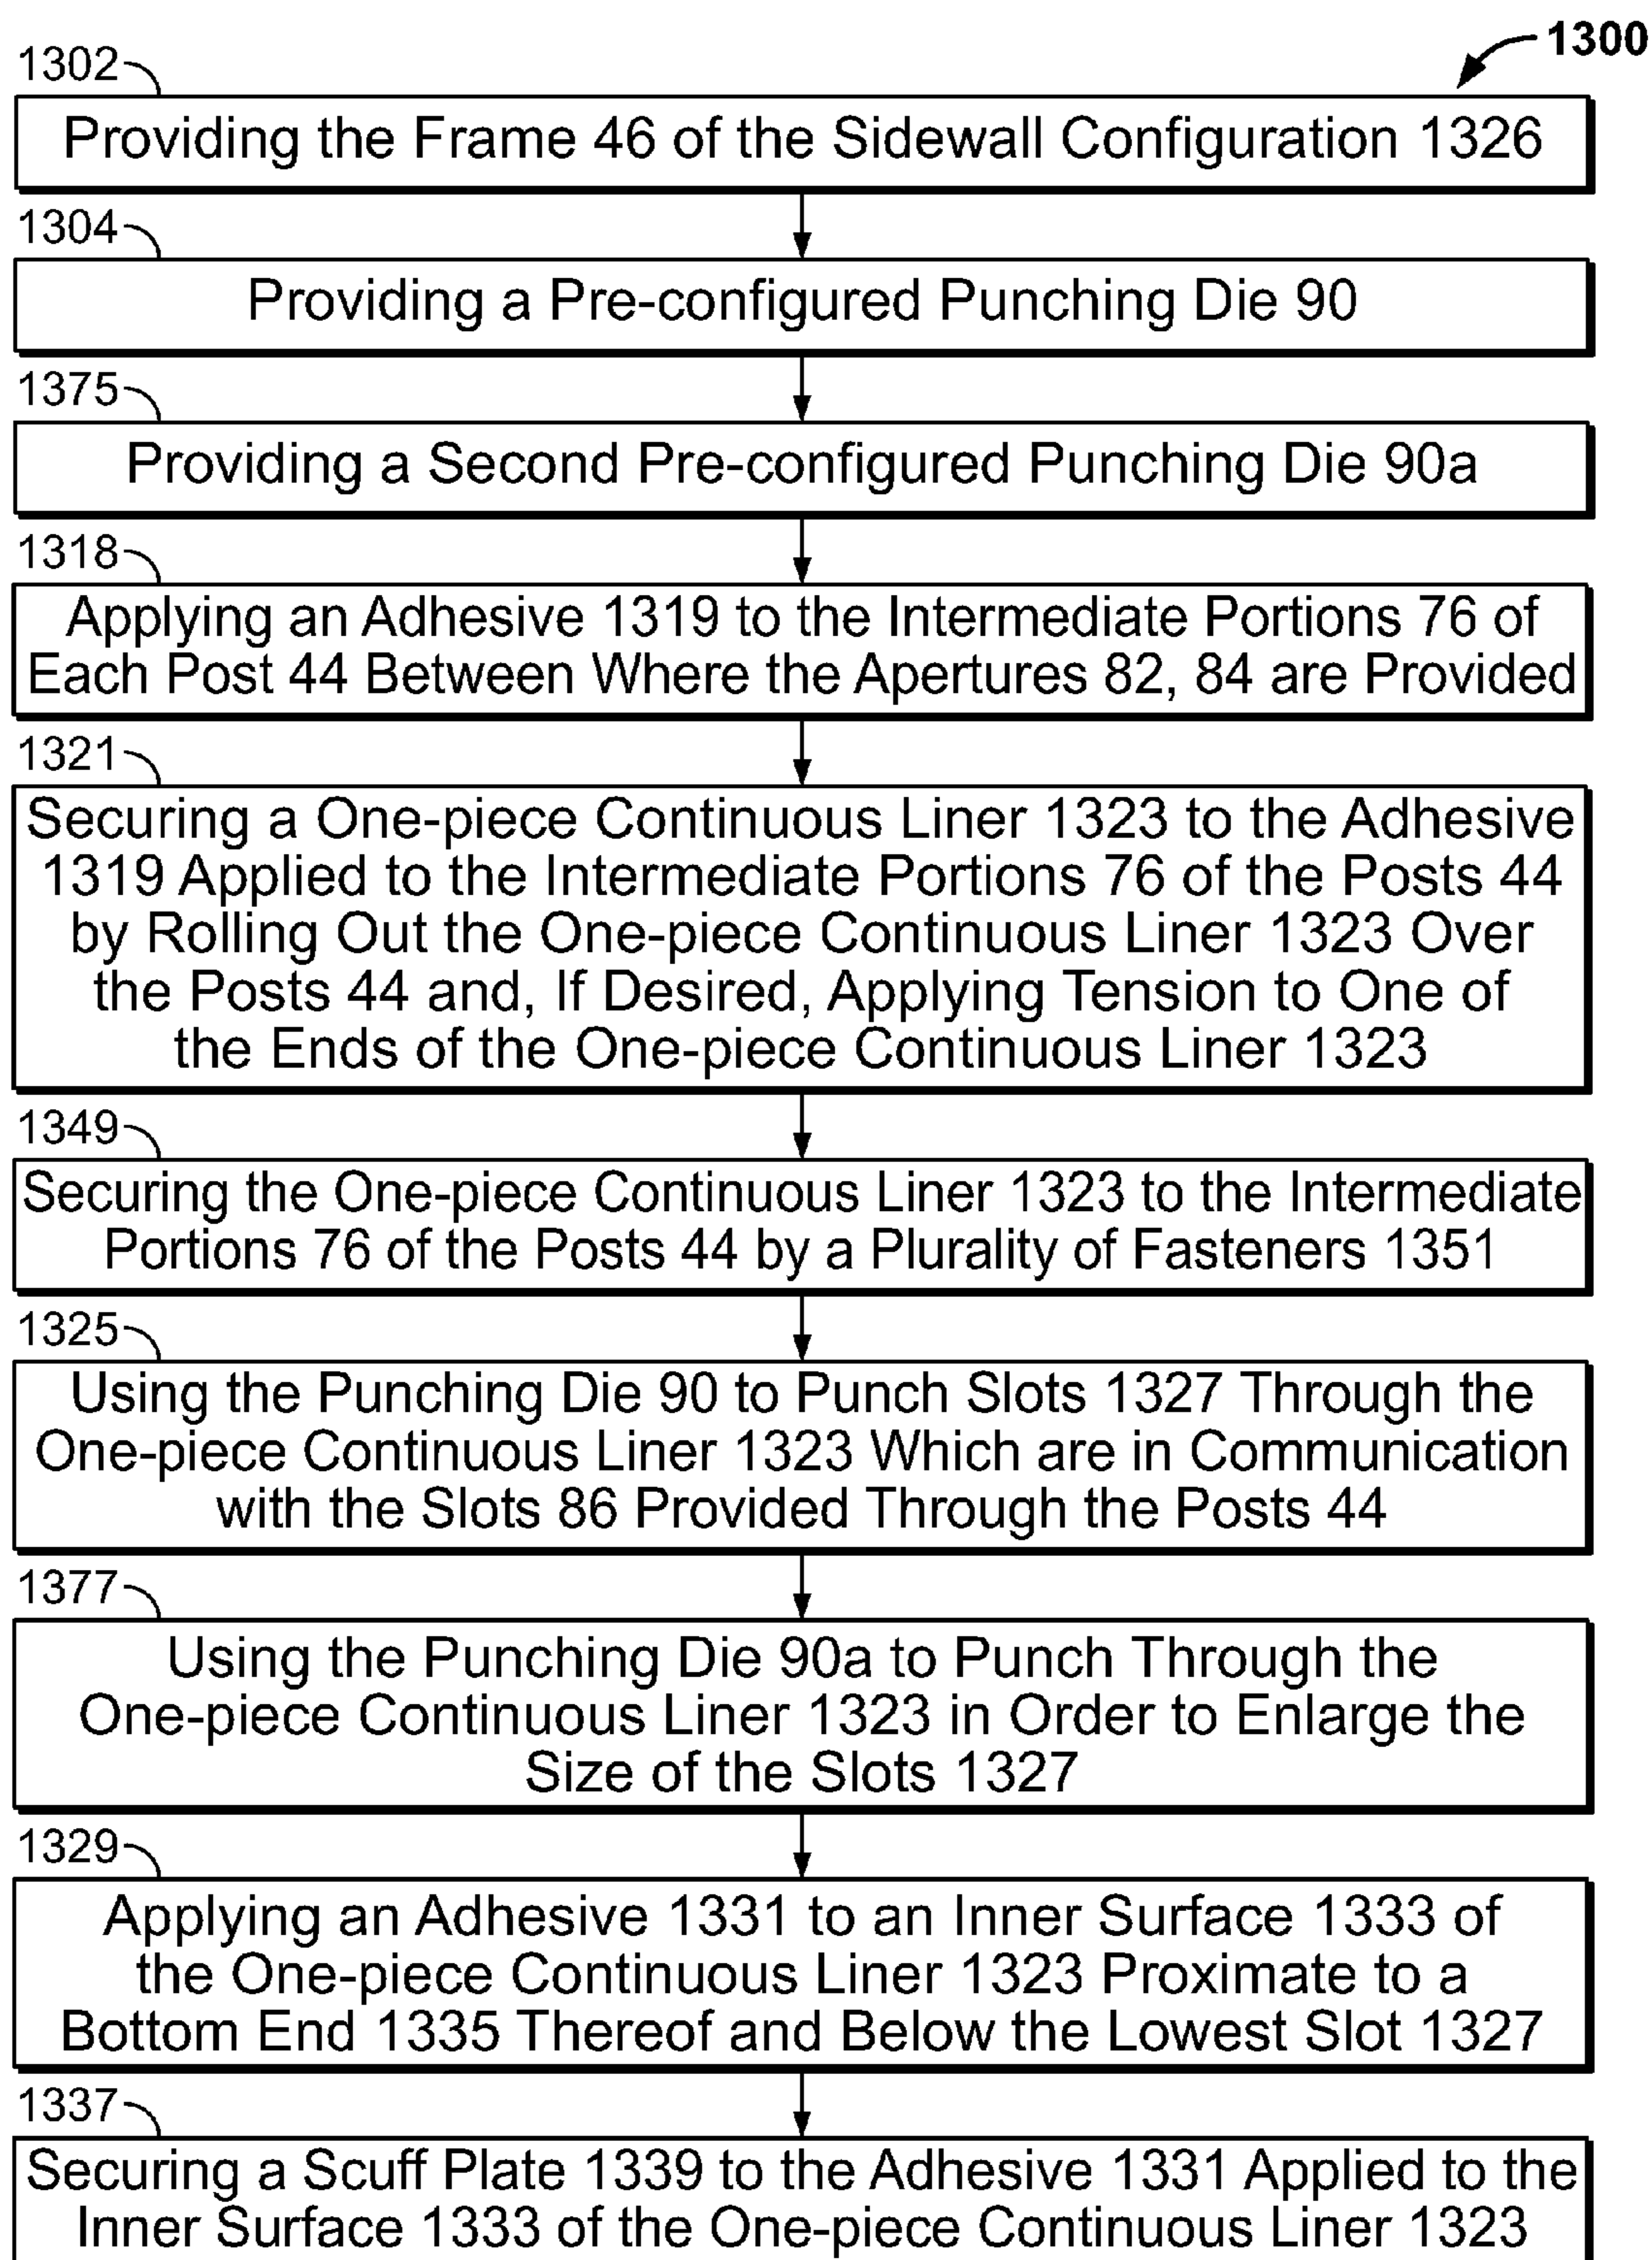 1300
1302
Providing the Frame 46 of the Sidewall Configuration 1326
1304
Providing a Pre-configured Punching Die 90
1375
Providing a Second Pre-configured Punching Die 90a
1318
Applying an Adhesive 1319 to the Intermediate Portions 76 of
Each Post 44 Between Where the Apertures 82, 84 are Provided
1321
Securing a One-piece Continuous Liner 1323 to the Adhesive
1319 Applied to the Intermediate Portions 76 of the Posts 44
by Rolling Out the One-piece Continuous Liner 1323 Over
the Posts 44 and, If Desired, Applying Tension to One of
the Ends of the One-piece Continuous Liner 1323
1349
Securing the One-piece Continuous Liner 1323 to the Intermediate
Portions 76 of the Posts 44 by a Plurality of Fasteners 1351
1325
Using the Punching Die 90 to Punch Slots 1327 Through the
One-piece Continuous Liner 1323 Which are in Communication
with the Slots 86 Provided Through the Posts 44
1377
Using the Punching Die 90a to Punch Through the
One-piece Continuous Liner 1323 in Order to Enlarge the
Size of the Slots 1327
1329
Applying an Adhesive 1331 to an Inner Surface 1333 of
the One-piece Continuous Liner 1323 Proximate to a
Bottom End 1335 Thereof and Below the Lowest Slot 1327
1337
Securing a Scuff Plate 1339 to the Adhesive 1331 Applied to the
Inner Surface 1333 of the One-piece Continuous Liner 1323